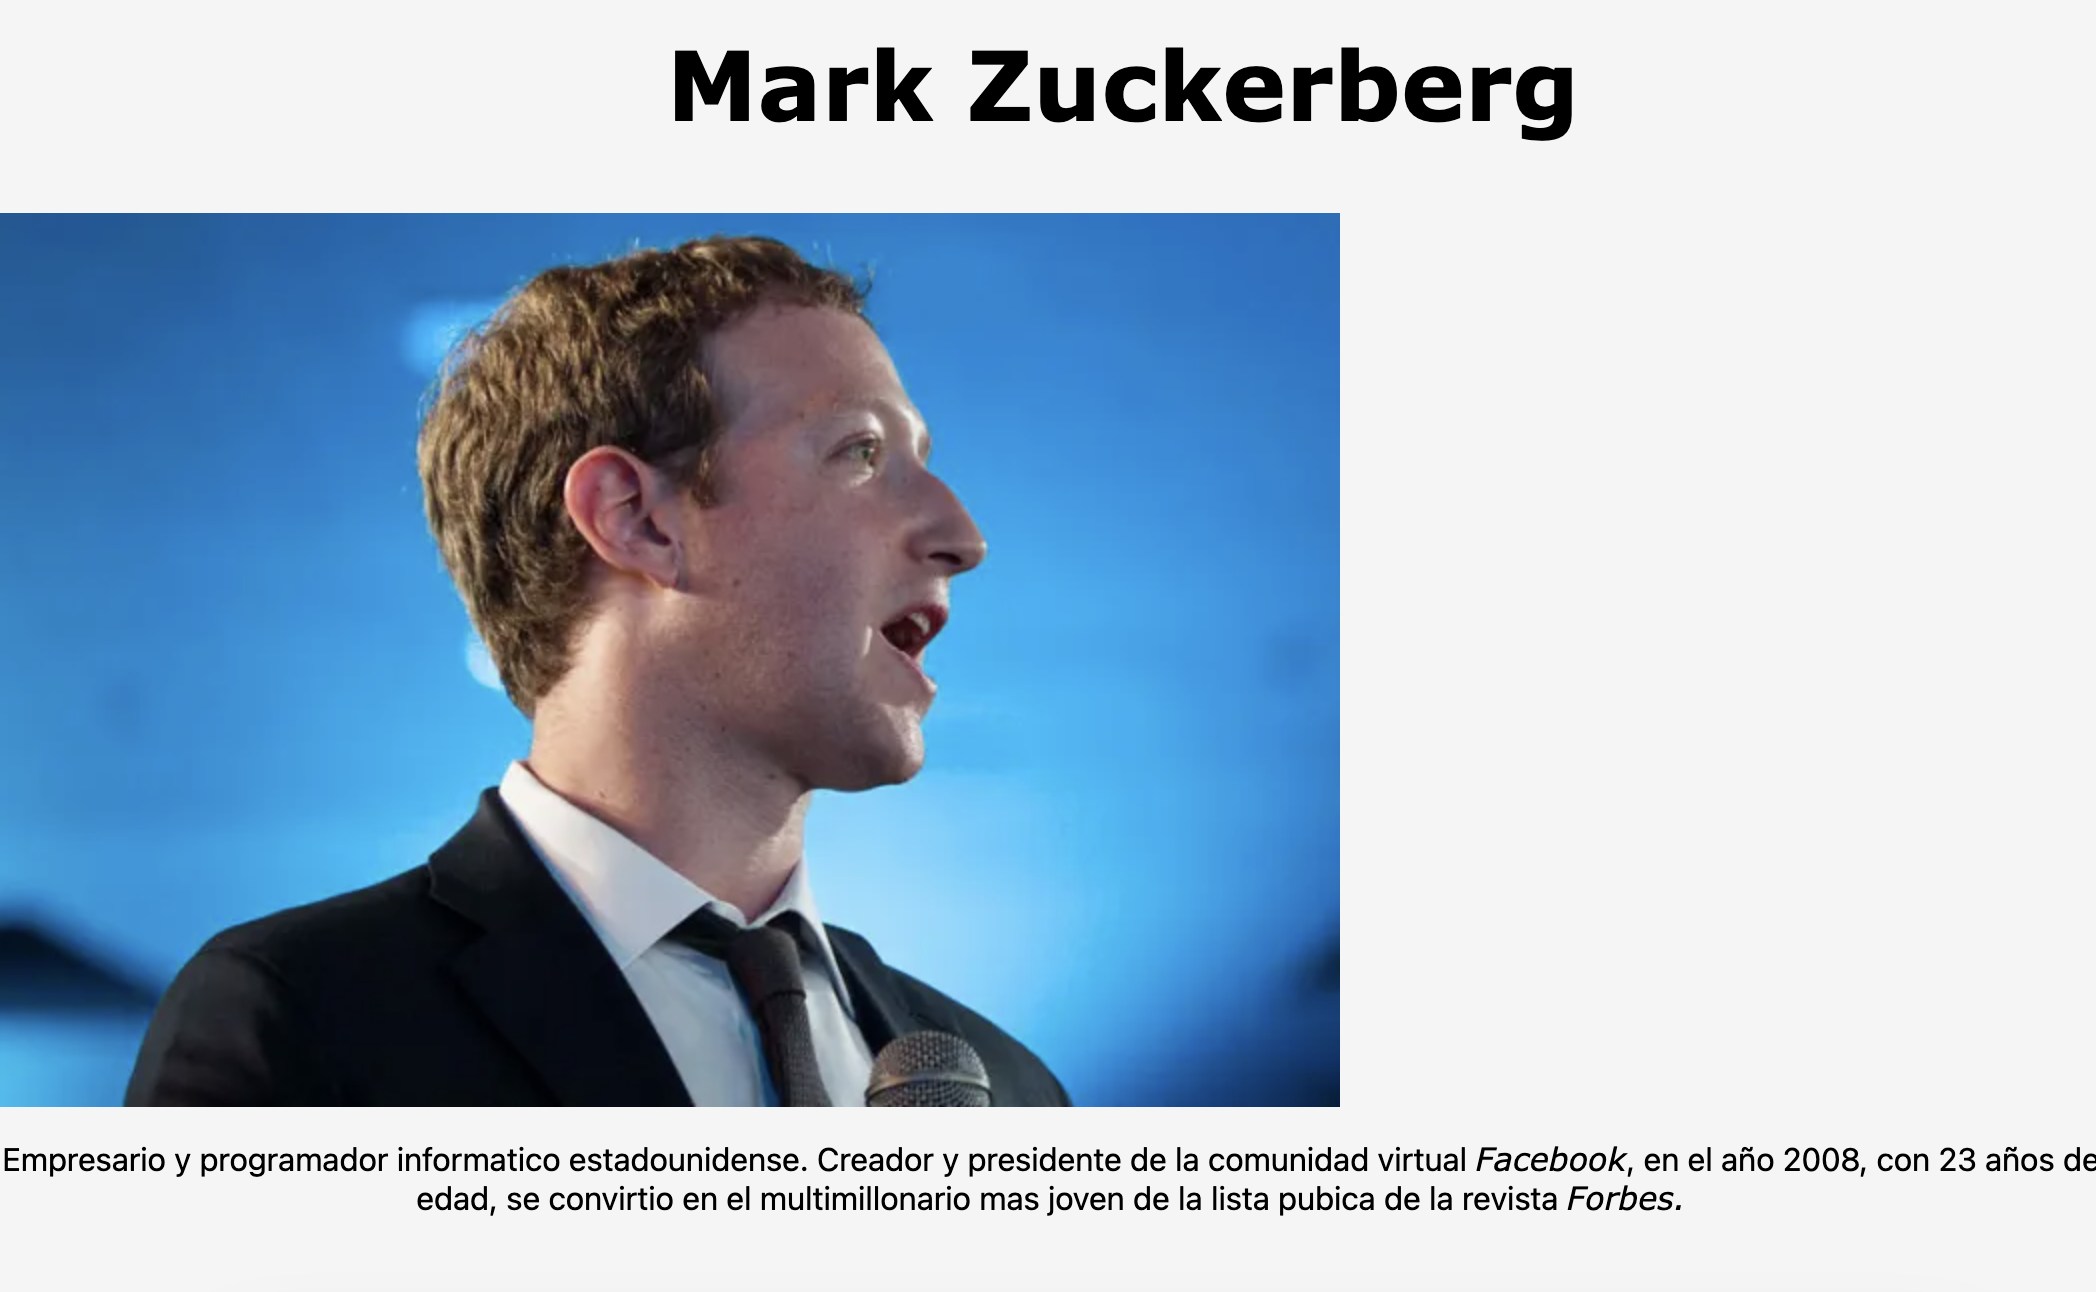 Mark Zuckerberg
Empresario y programador informatico estadounidense. Creador y presidente de la comunidad virtual Facebook, en el año 2008, con 23 años de
edad, se convirtio en el multimillonario mas joven de la lista pubica de la revista Forbes.